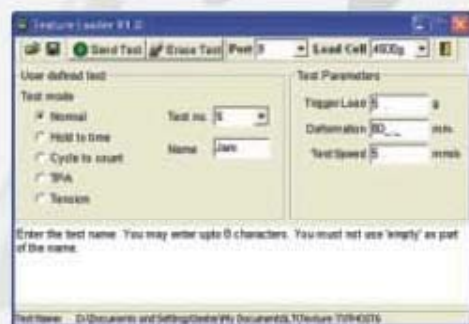 Texture Loader V1.0
Send Test Erase Test Port Load Cell 4500g
User defined test
Test mode
Normal
Hold to time
Cycle to count
TPA
Tension
Test no.
Name Jam
Test Parameters
Trigger Load 5 g
Deformation mm
Test Speed 5 mm/s
Enter the test name. You may enter upto 8 characters. You must not use 'empty' as part
of the name.
Test Name